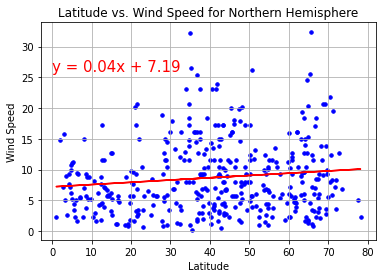 Latitude vs. Wind Speed for Northern Hemisphere
y = 0.04x + 7.19
Wind Speed
30
25
20
15
10
5
0
0 10 20 30 40 50 60 70 80
Latitude